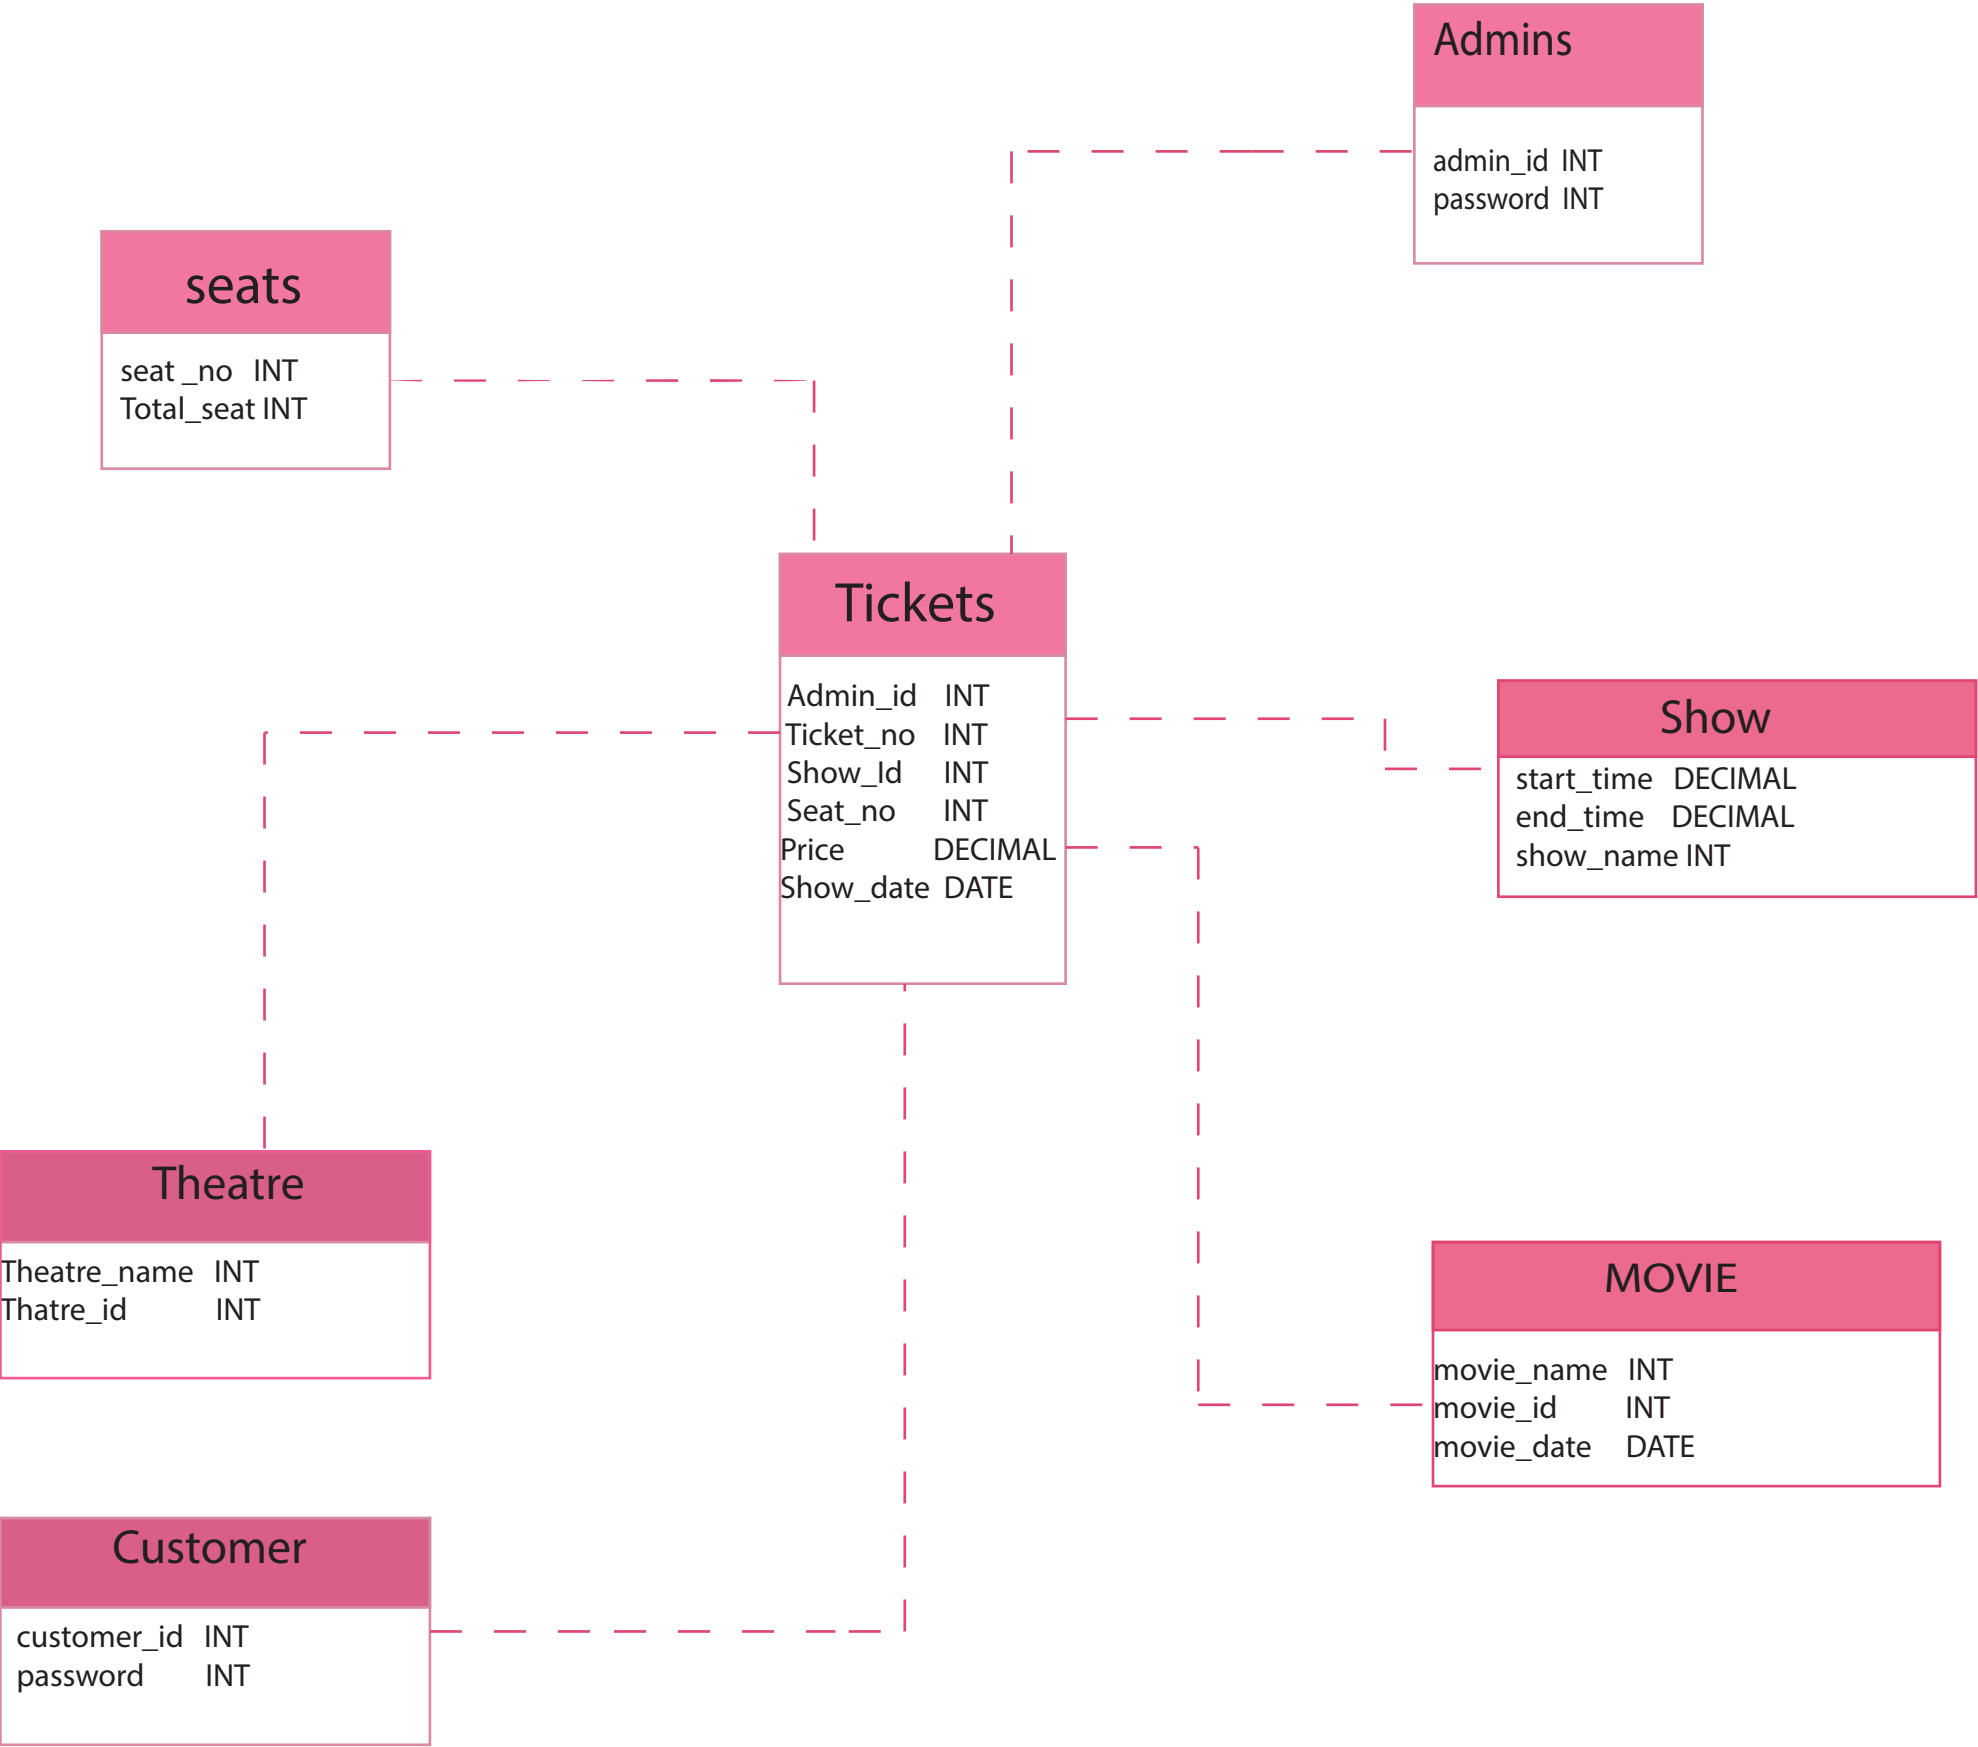 Admins
admin_id INT
password INT
seats
seat _no INT
Total_seat INT
Tickets
Admin_id INT
Ticket_no INT
Show_Id INT
Seat_no INT
Price DECIMAL
Show_date DATE
Show
start_time DECIMAL
end_time DECIMAL
show_name INT
Theatre
Theatre_name INT
Thatre_id INT
MOVIE
movie_name INT
movie_id INT
movie_date DATE
Customer
customer_id INT
password INT